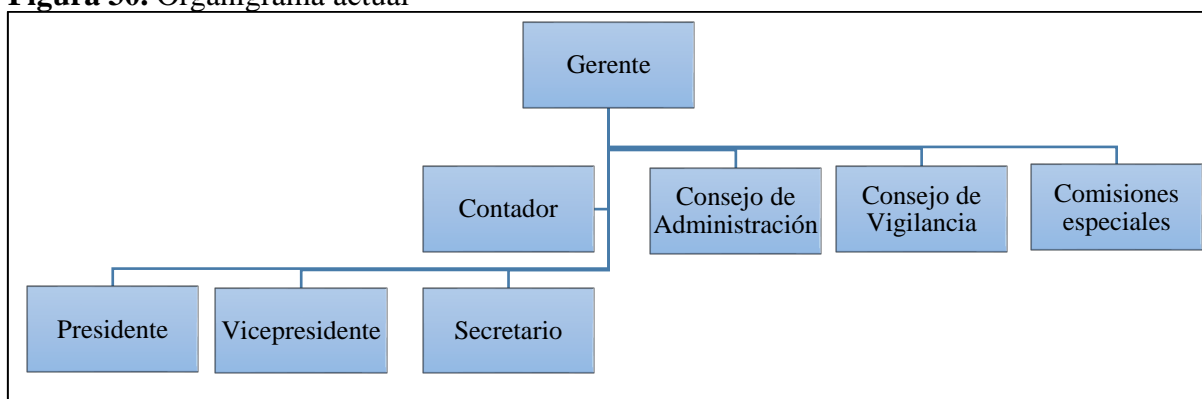 Figura 30. Organigrama actual
Gerente
Contador
Consejo de
Administración
Consejo de
Vigilancia
Comisiones
especiales
Presidente
Vicepresidente
Secretario